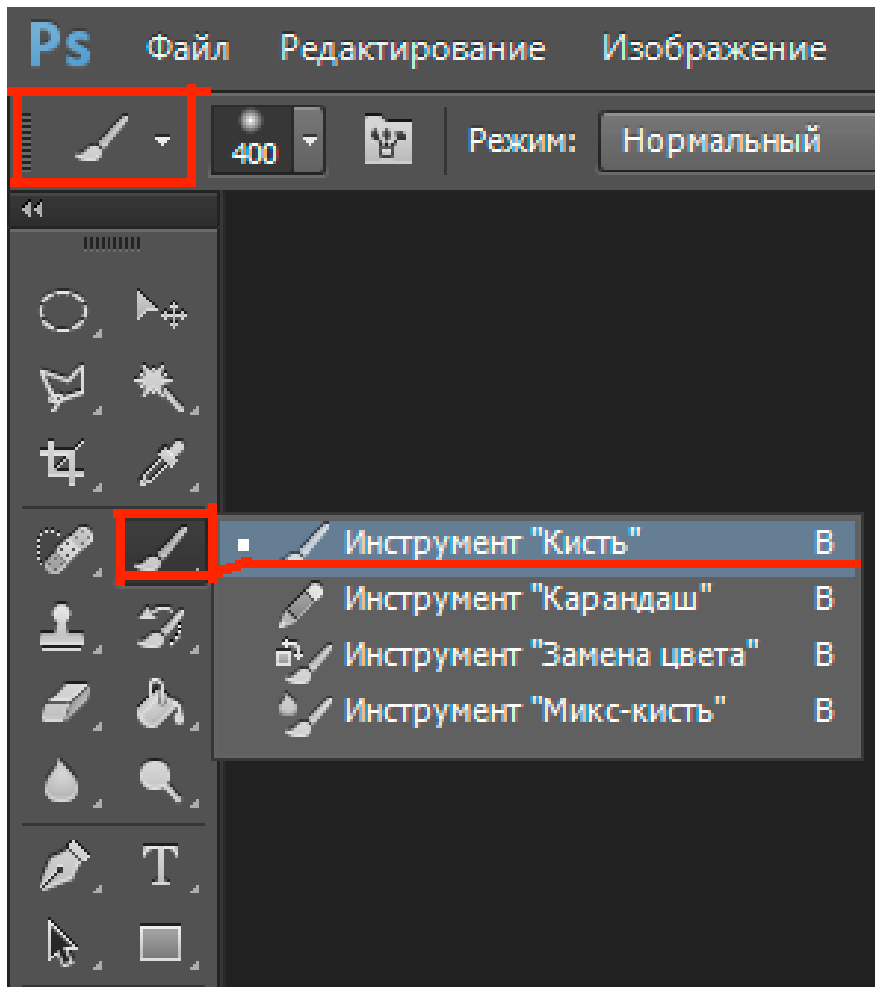 Ps Файл Редактирование Изображение
400 Режим: Нормальный
Инструмент "Кисть" B
Инструмент "Карандаш" B
Инструмент "Замена цвета" B
Инструмент "Микс-кисть" B
T